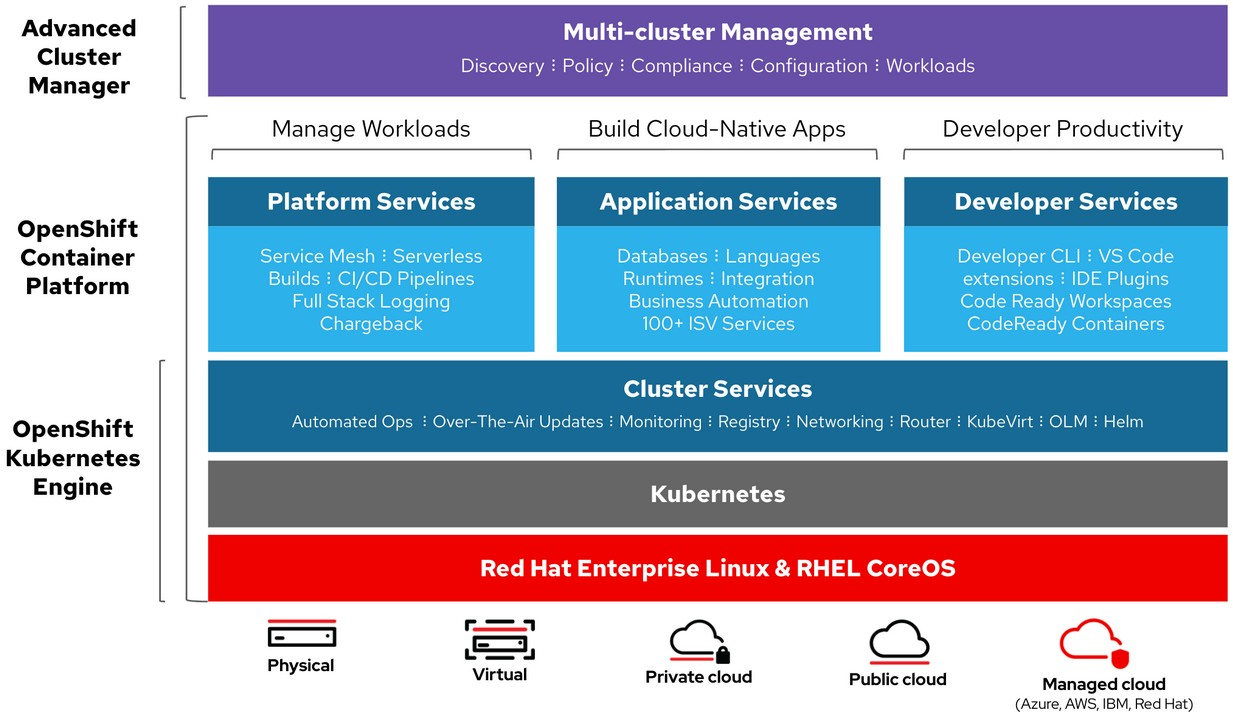 Advanced
Cluster
Manager
Multi-cluster Management
Discovery ⋮ Policy ⋮ Compliance ⋮ Configuration ⋮ Workloads
Manage Workloads
Build Cloud-Native Apps
Developer Productivity
OpenShift
Container
Platform
Platform Services
Service Mesh ⋮ Serverless
Builds ⋮ CI/CD Pipelines
Full Stack Logging
Chargeback
Application Services
Databases ⋮ Languages
Runtimes ⋮ Integration
Business Automation
100+ ISV Services
Developer Services
Developer CLI ⋮ VS Code
extensions ⋮ IDE Plugins
Code Ready Workspaces
CodeReady Containers
OpenShift
Kubernetes
Engine
Cluster Services
Automated Ops ⋮ Over-The-Air Updates ⋮ Monitoring ⋮ Registry ⋮ Networking ⋮ Router ⋮ KubeVirt ⋮ OLM ⋮ Helm
Kubernetes
Red Hat Enterprise Linux & RHEL CoreOS
Physical
Virtual
Private cloud
Public cloud
Managed cloud
(Azure, AWS, IBM, Red Hat)